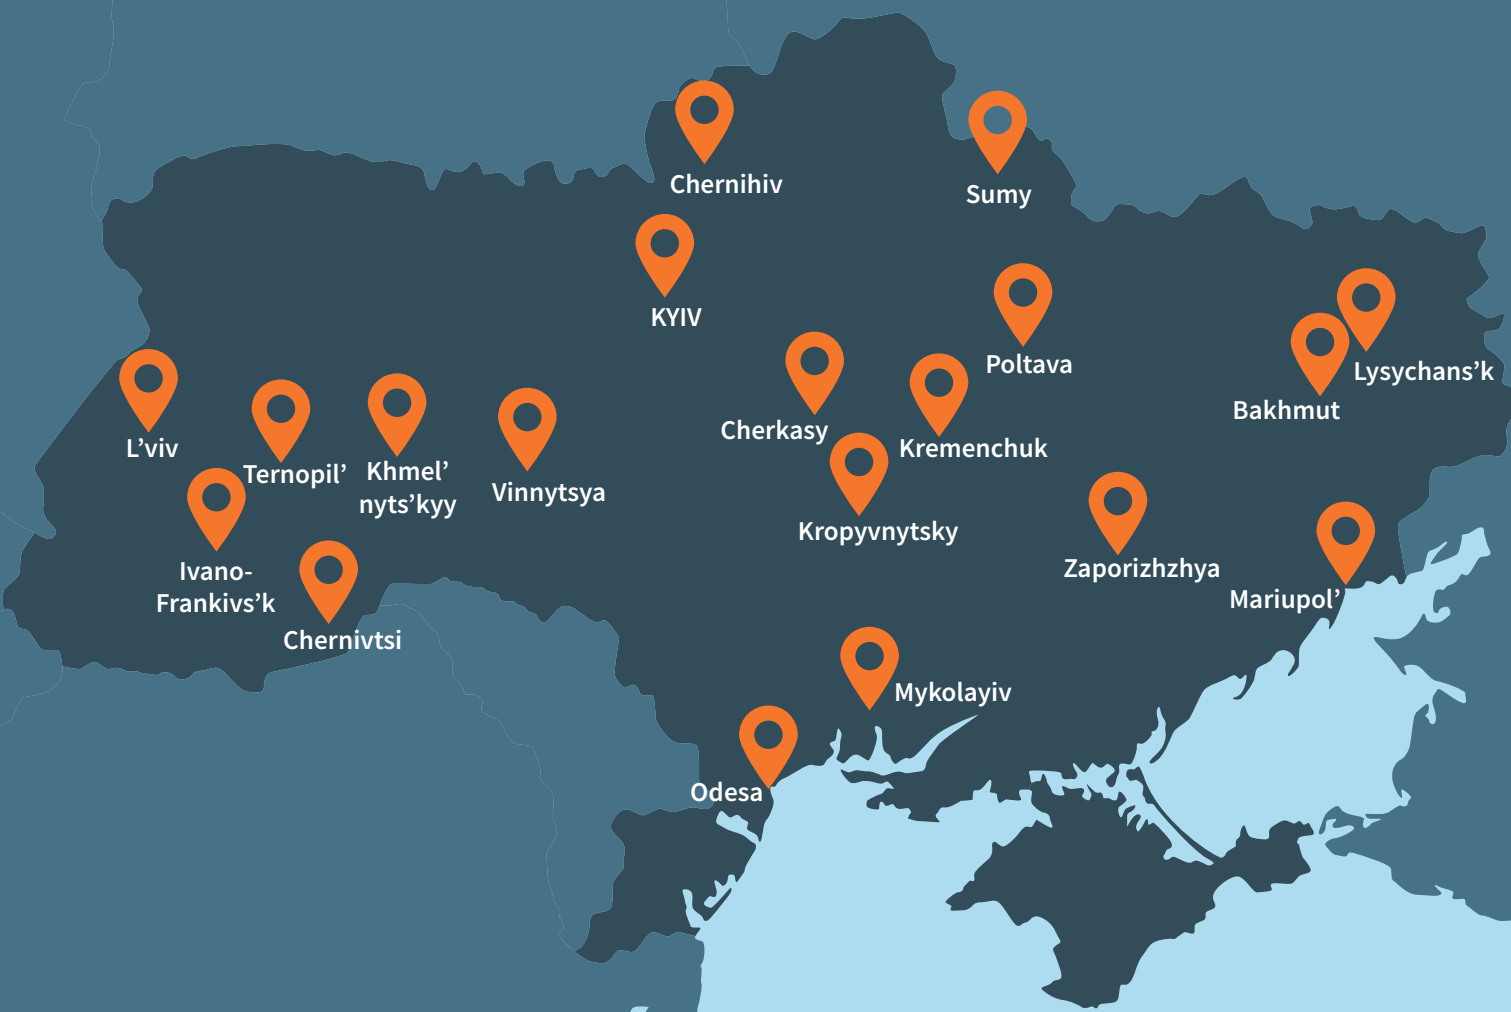 Chernihiv
Sumy
KYIV
Poltava
Lysychans’k
Bakhmut
Cherkasy
Kremenchuk
L’viv
Ternopil’
Khmel’
nyts’kyy
Vinnytsya
Kropyvnytsky
Zaporizhzhya
Ivano-
Frankivs’k
Mariupol’
Chernivtsi
Mykolayiv
Odesa